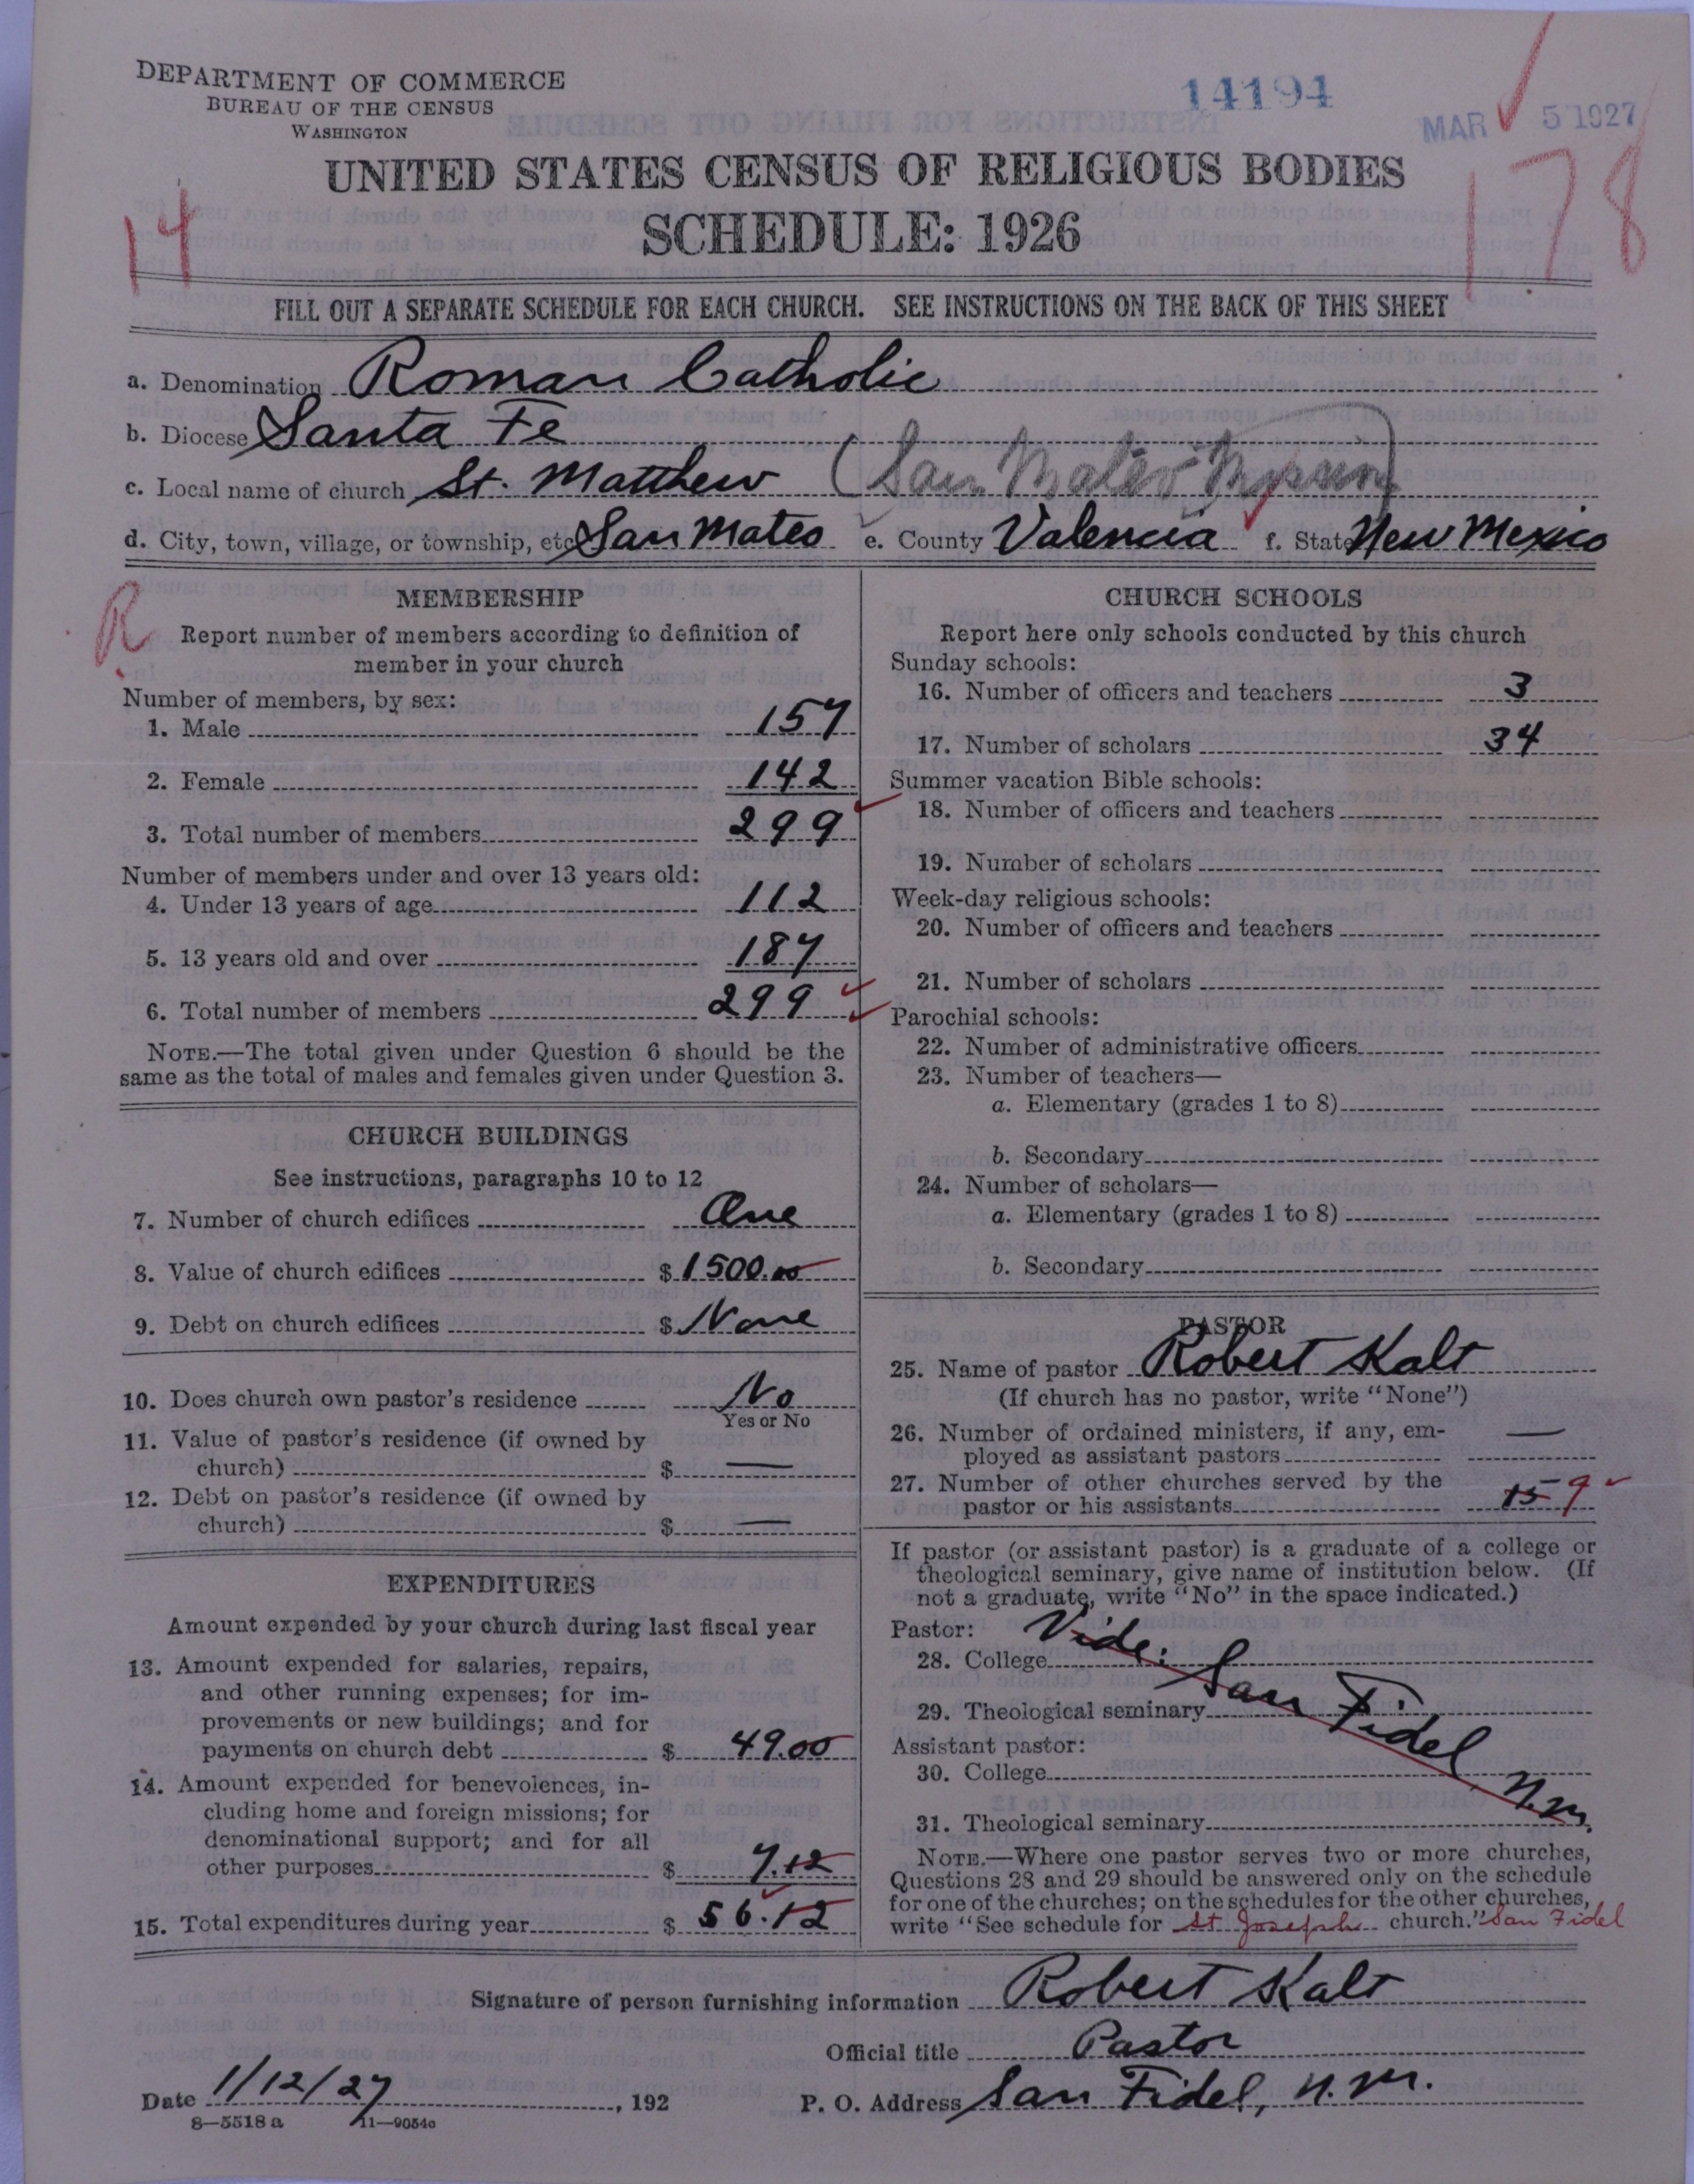 DEPARTMENT OF COMMERCE
BUREAU OF THE CENSUS
WASHINGTON
14194
MAR 5 1927
UNITED STATES CENSUS OF RELIGIOUS BODIES
SCHEDULE: 1926
14
178
FILL OUT A SEPARATE SCHEDULE FOR EACH CHURCH. SEE INSTRUCTIONS ON THE BACK OF THIS SHEET
a. Denomination Roman Catholic
b. Diocese Santa Fe
c. Local name of church St. Matthew (San Mateo
d. City, town, village, or township, etc San Mateo e. County Valencia f. State New Mexico
R
MEMBERSHIP
Report number of members according to definition of
member in your church
Number of members, by sex:
1. Male 157
2. Female 142
3. Total number of members 299
Number of members under and over 13 years old:
4. Under 13 years of age 112
5. 13 years old and over 187
6. Total number of members 299
NOTE.—The total given under Question 6 should be the
same as the total of males and females given under Question 3.
CHURCH BUILDINGS
See instructions, paragraphs 10 to 12
7. Number of church edifices One
8. Value of church edifices $ 1500.00
9. Debt on church edifices $ None
10. Does church own pastor's residence No
Yes or No
11. Value of pastor's residence (if owned by
church) $ —
12. Debt on pastor's residence (if owned by
church) $ —
EXPENDITURES
Amount expended by your church during last fiscal year
13. Amount expended for salaries, repairs,
and other running expenses; for im-
provements or new buildings; and for
payments on church debt $ 49.00
14. Amount expended for benevolences, in-
cluding home and foreign missions; for
denominational support; and for all
other purposes $ 7.12
15. Total expenditures during year $ 56.12
CHURCH SCHOOLS
Report here only schools conducted by this church
Sunday schools:
16. Number of officers and teachers 3
17. Number of scholars 34
Summer vacation Bible schools:
18. Number of officers and teachers
19. Number of scholars
Week-day religious schools:
20. Number of officers and teachers
21. Number of scholars
Parochial schools:
22. Number of administrative officers
23. Number of teachers—
a. Elementary (grades 1 to 8)
b. Secondary
24. Number of scholars—
a. Elementary (grades 1 to 8)
b. Secondary
PASTOR
25. Name of pastor Robert Kalt
(If church has no pastor, write "None")
26. Number of ordained ministers, if any, em-
ployed as assistant pastors —
27. Number of other churches served by the
pastor or his assistants 15 9
If pastor (or assistant pastor) is a graduate of a college or
theological seminary, give name of institution below. (If
not a graduate, write "No" in the space indicated.)
Pastor: Vide: San Fidel, N.M.
28. College
29. Theological seminary
Assistant pastor:
30. College
31. Theological seminary
NOTE.—Where one pastor serves two or more churches,
Questions 28 and 29 should be answered only on the schedule
for one of the churches; on the schedules for the other churches,
write "See schedule for St Josephs church." San Fidel
Signature of person furnishing information Robert Kalt
Official title Pastor
Date 1/12/27, 192 P. O. Address San Fidel, N.M.
8—5518 a 11—9054c